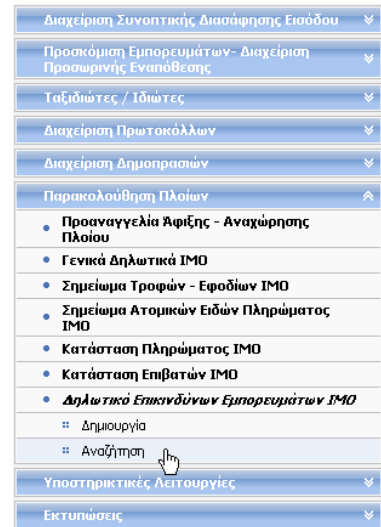 Διαχείριση Συνοπτικής Διασάφησης Εισόδου
Προσκόμιση Εμπορευμάτων- Διαχείριση
Προσωρινής Εναπόθεσης
Ταξιδιώτες / Ιδιώτες
Διαχείριση Πρωτοκόλλων
Διαχείριση Δημοπρασιών
Παρακολούθηση Πλοίων
Προαναγγελία Άφιξης - Αναχώρησης
Πλοίου
Γενικά Δηλωτικά ΙΜΟ
Σημείωμα Τροφών - Εφοδίων ΙΜΟ
Σημείωμα Ατομικών Ειδών Πληρώματος
ΙΜΟ
Κατάσταση Πληρώματος ΙΜΟ
Κατάσταση Επιβατών ΙΜΟ
Δηλωτικό Επικινδύνων Εμπορευμάτων ΙΜΟ
Δημιουργία
Αναζήτηση
Υποστηρικτικές Λειτουργίες
Εκτυπώσεις